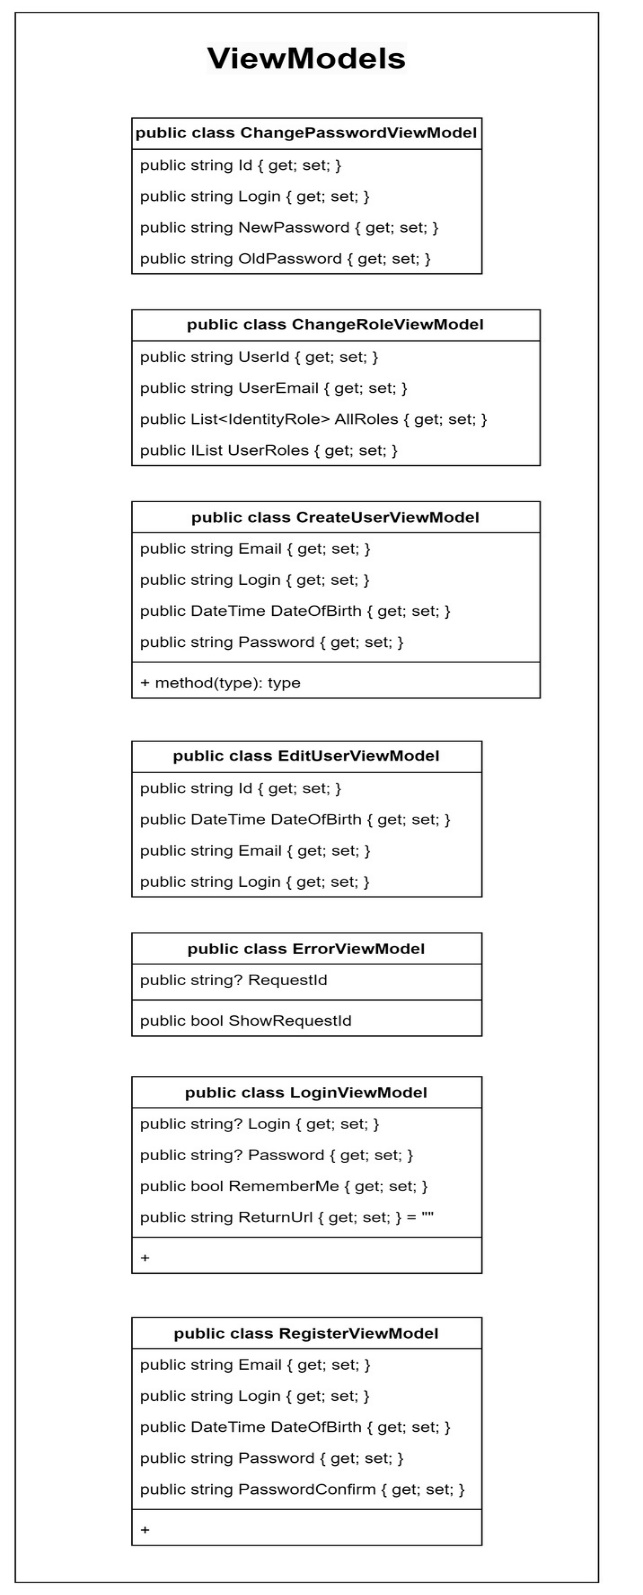 ViewModels
public class ChangePasswordViewModel
public string Id { get; set; }
public string Login { get; set; }
public string NewPassword { get; set; }
public string OldPassword { get; set; }
public class ChangeRoleViewModel
public string UserId { get; set; }
public string UserEmail { get; set; }
public List<IdentityRole> AllRoles { get; set; }
public IList UserRoles { get; set; }
public class CreateUserViewModel
public string Email { get; set; }
public string Login { get; set; }
public DateTime DateOfBirth { get; set; }
public string Password { get; set; }
+ method(type): type
public class EditUserViewModel
public string Id { get; set; }
public DateTime DateOfBirth { get; set; }
public string Email { get; set; }
public string Login { get; set; }
public class ErrorViewModel
public string? RequestId
public bool ShowRequestId
public class LoginViewModel
public string? Login { get; set; }
public string? Password { get; set; }
public bool RememberMe { get; set; }
public string ReturnUrl { get; set; } = ""
+
public class RegisterViewModel
public string Email { get; set; }
public string Login { get; set; }
public DateTime DateOfBirth { get; set; }
public string Password { get; set; }
public string PasswordConfirm { get; set; }
+